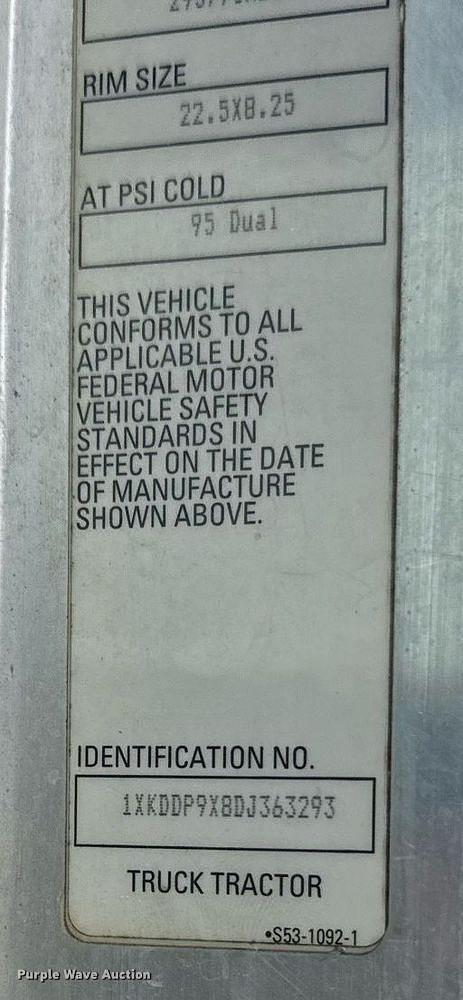 RIM SIZE
22.5X8.25
AT PSI COLD
95 Dual
THIS VEHICLE
CONFORMS TO ALL
APPLICABLE U.S.
FEDERAL MOTOR
VEHICLE SAFETY
STANDARDS IN
EFFECT ON THE DATE
OF MANUFACTURE
SHOWN ABOVE.
IDENTIFICATION NO.
1XKDDP9X8DJ363293
TRUCK TRACTOR
•S53-1092-1
Purple Wave Auction